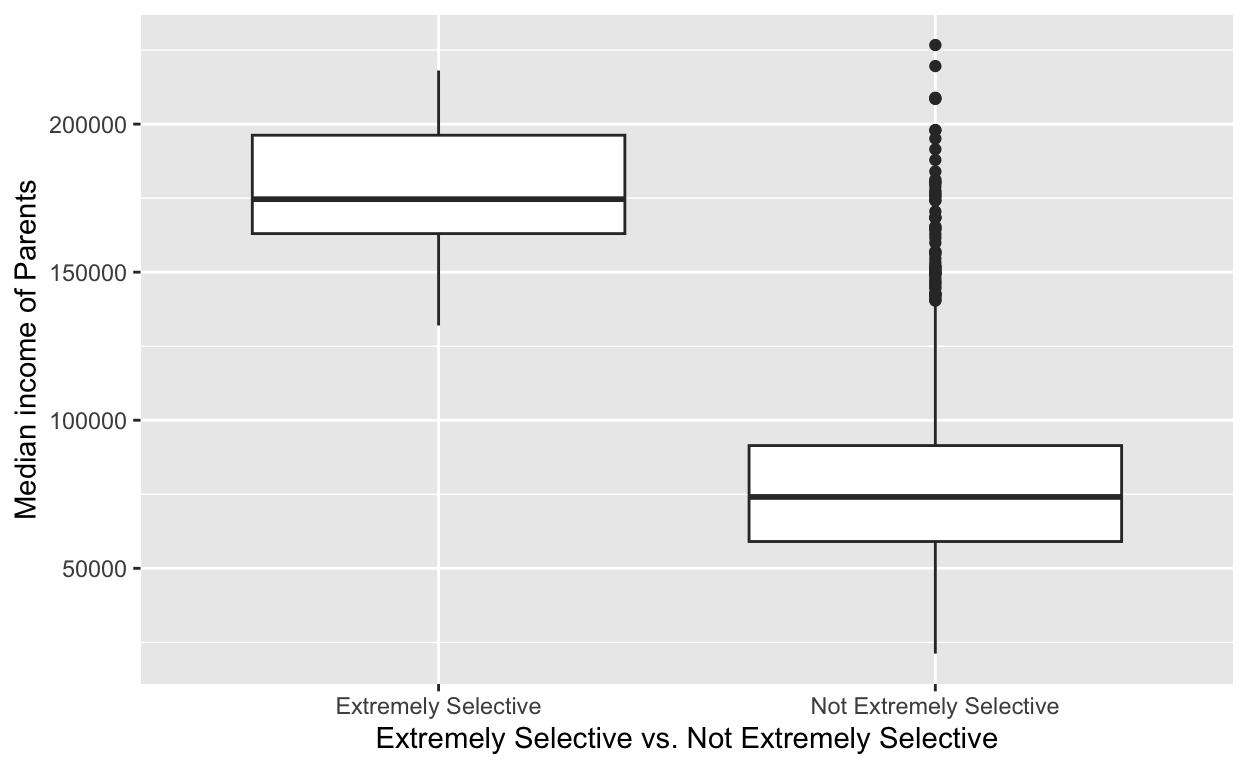 Median income of Parents
200000
150000
100000
50000
Extremely Selective
Not Extremely Selective
Extremely Selective vs. Not Extremely Selective